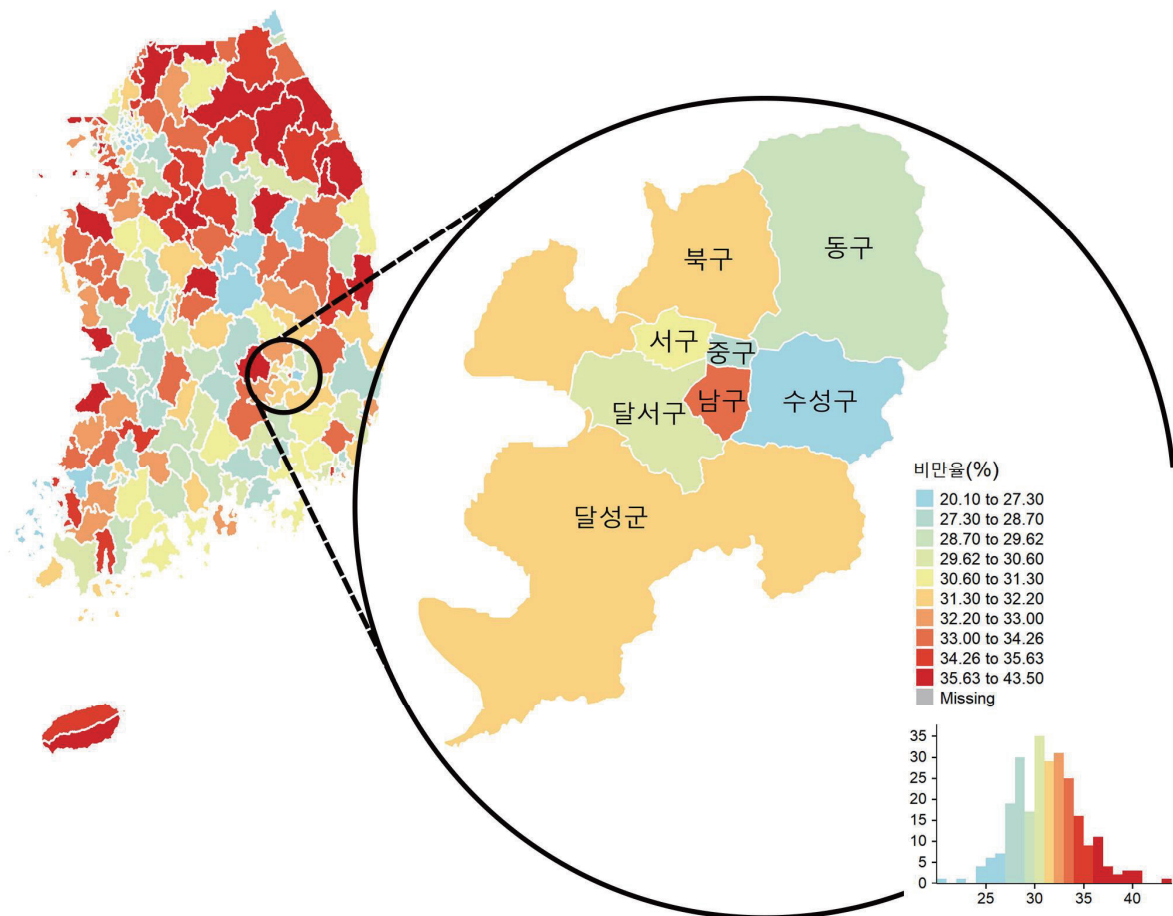 동구
북구
서구
중구
달서구
남구
수성구
달성군
비만율(%)
20.10 to 27.30
27.30 to 28.70
28.70 to 29.62
29.62 to 30.60
30.60 to 31.30
31.30 to 32.20
32.20 to 33.00
33.00 to 34.26
34.26 to 35.63
35.63 to 43.50
Missing
35
30
25
20
15
10
5
0
25 30 35 40